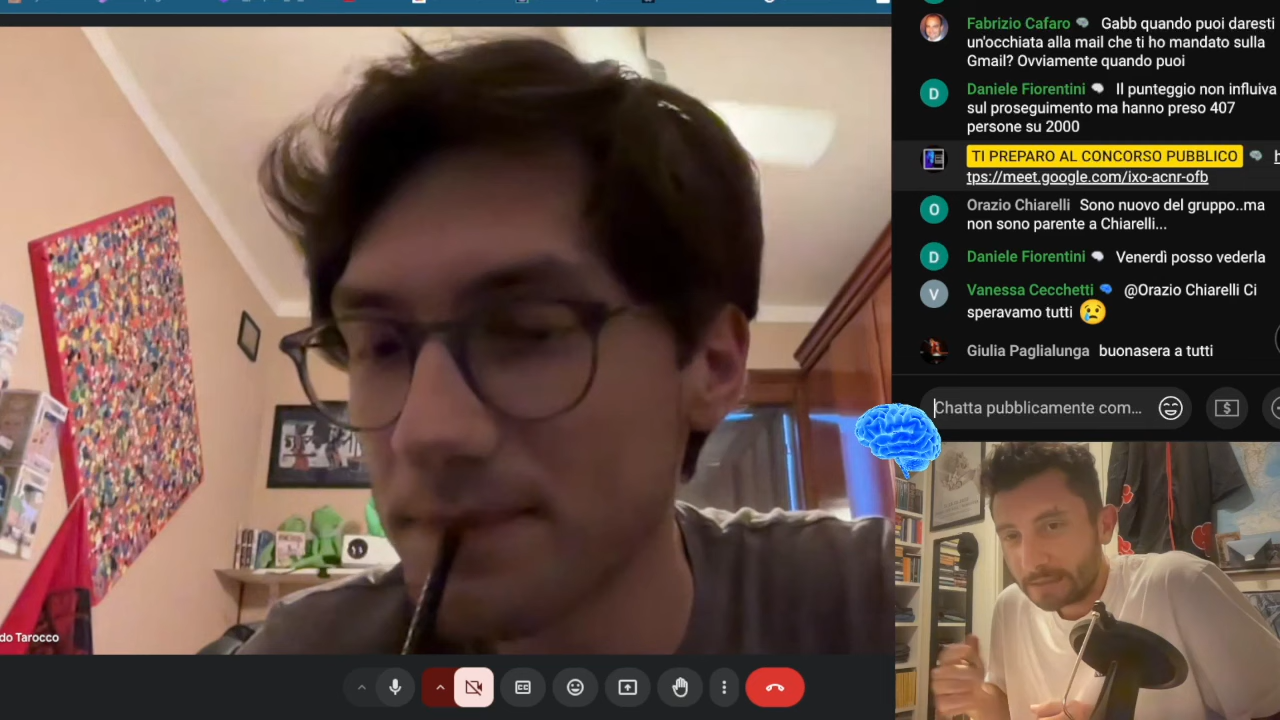 Fabrizio Cafaro Gabb quando puoi daresti
un'occhiata alla mail che ti ho mandato sulla
Gmail? Ovviamente quando puoi
D Daniele Fiorentini Il punteggio non influiva
sul proseguimento ma hanno preso 407
persone su 2000
TI PREPARO AL CONCORSO PUBBLICO h
tps://meet.google.com/ixo-acnr-ofb
O Orazio Chiarelli Sono nuovo del gruppo..ma
non sono parente a Chiarelli...
D Daniele Fiorentini Venerdì posso vederla
V Vanessa Cecchetti @Orazio Chiarelli Ci
speravamo tutti 😢
Giulia Paglialunga buonasera a tutti
Chatta pubblicamente com...
$
do Tarocco
CC